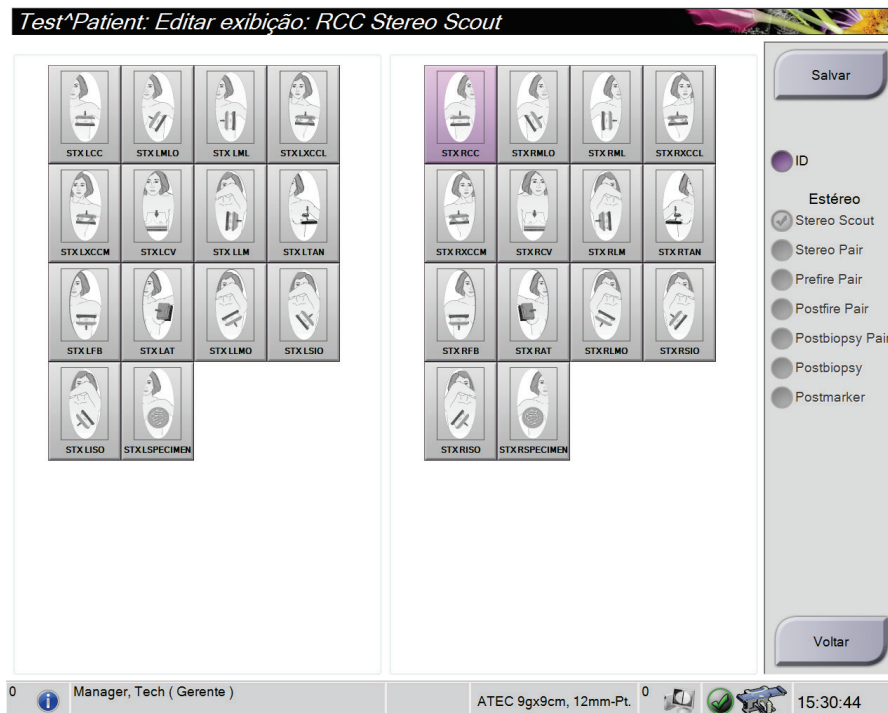 Test^Patient: Editar exibição: RCC Stereo Scout
STX LCC
STX LMLO
STX LML
STX LXCCL
STX LXCCM
STX LCV
STX LLM
STX LTAN
STX LFB
STX LAT
STX LLMO
STX LSIO
STX LISO
STX LSPECIMEN
STX RCC
STX RMLO
STX RML
STX RXCCL
STX RXCCM
STX RCV
STX RLM
STX RTAN
STX RFB
STX RAT
STX RLMO
STX RSIO
STX RISO
STX RSPECIMEN
Salvar
ID
Estéreo
Stereo Scout
Stereo Pair
Prefire Pair
Postfire Pair
Postbiopsy Pair
Postbiopsy
Postmarker
Voltar
0
Manager, Tech ( Gerente )
ATEC 9gx9cm, 12mm-Pt.
0
15:30:44